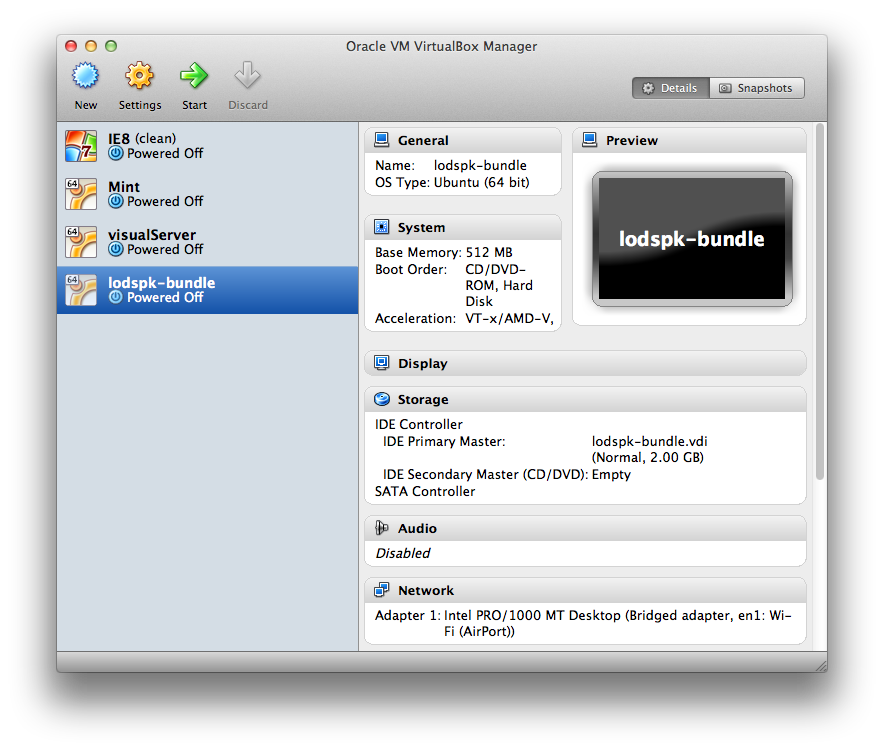 Oracle VM VirtualBox Manager
New
Settings
Start
Discard
Details
Snapshots
IE8 (clean)
Powered Off
64
Mint
Powered Off
64
visualServer
Powered Off
64
lodspk-bundle
Powered Off
General
Name: lodspk-bundle
OS Type: Ubuntu (64 bit)
System
Base Memory: 512 MB
Boot Order: CD/DVD-
ROM, Hard
Disk
Acceleration: VT-x/AMD-V,
Preview
lodspk-bundle
Display
Storage
IDE Controller
IDE Primary Master: lodspk-bundle.vdi
(Normal, 2.00 GB)
IDE Secondary Master (CD/DVD): Empty
SATA Controller
Audio
Disabled
Network
Adapter 1: Intel PRO/1000 MT Desktop (Bridged adapter, en1: Wi-
Fi (AirPort))